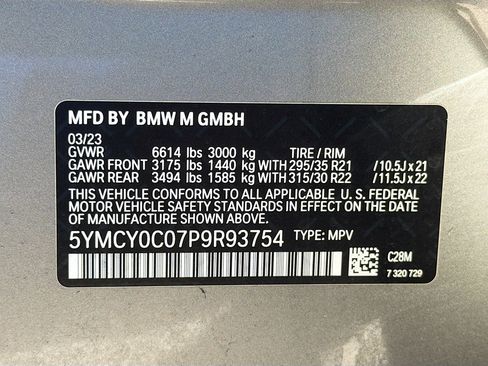 MFD BY BMW M GMBH
03/23
GVWR 6614 lbs 3000 kg TIRE / RIM
GAWR FRONT 3175 lbs 1440 kg WITH 295/35 R21 /10.5J x 21
GAWR REAR 3494 lbs 1585 kg WITH 315/30 R22 /11.5J x 22
THIS VEHICLE CONFORMS TO ALL APPLICABLE U.S. FEDERAL
MOTOR VEHICLE SAFETY STANDARDS IN EFFECT
ON THE DATE OF MANUFACTURE SHOWN ABOVE.
5YMCY0C07P9R93754 TYPE: MPV
C28M
7 320 729